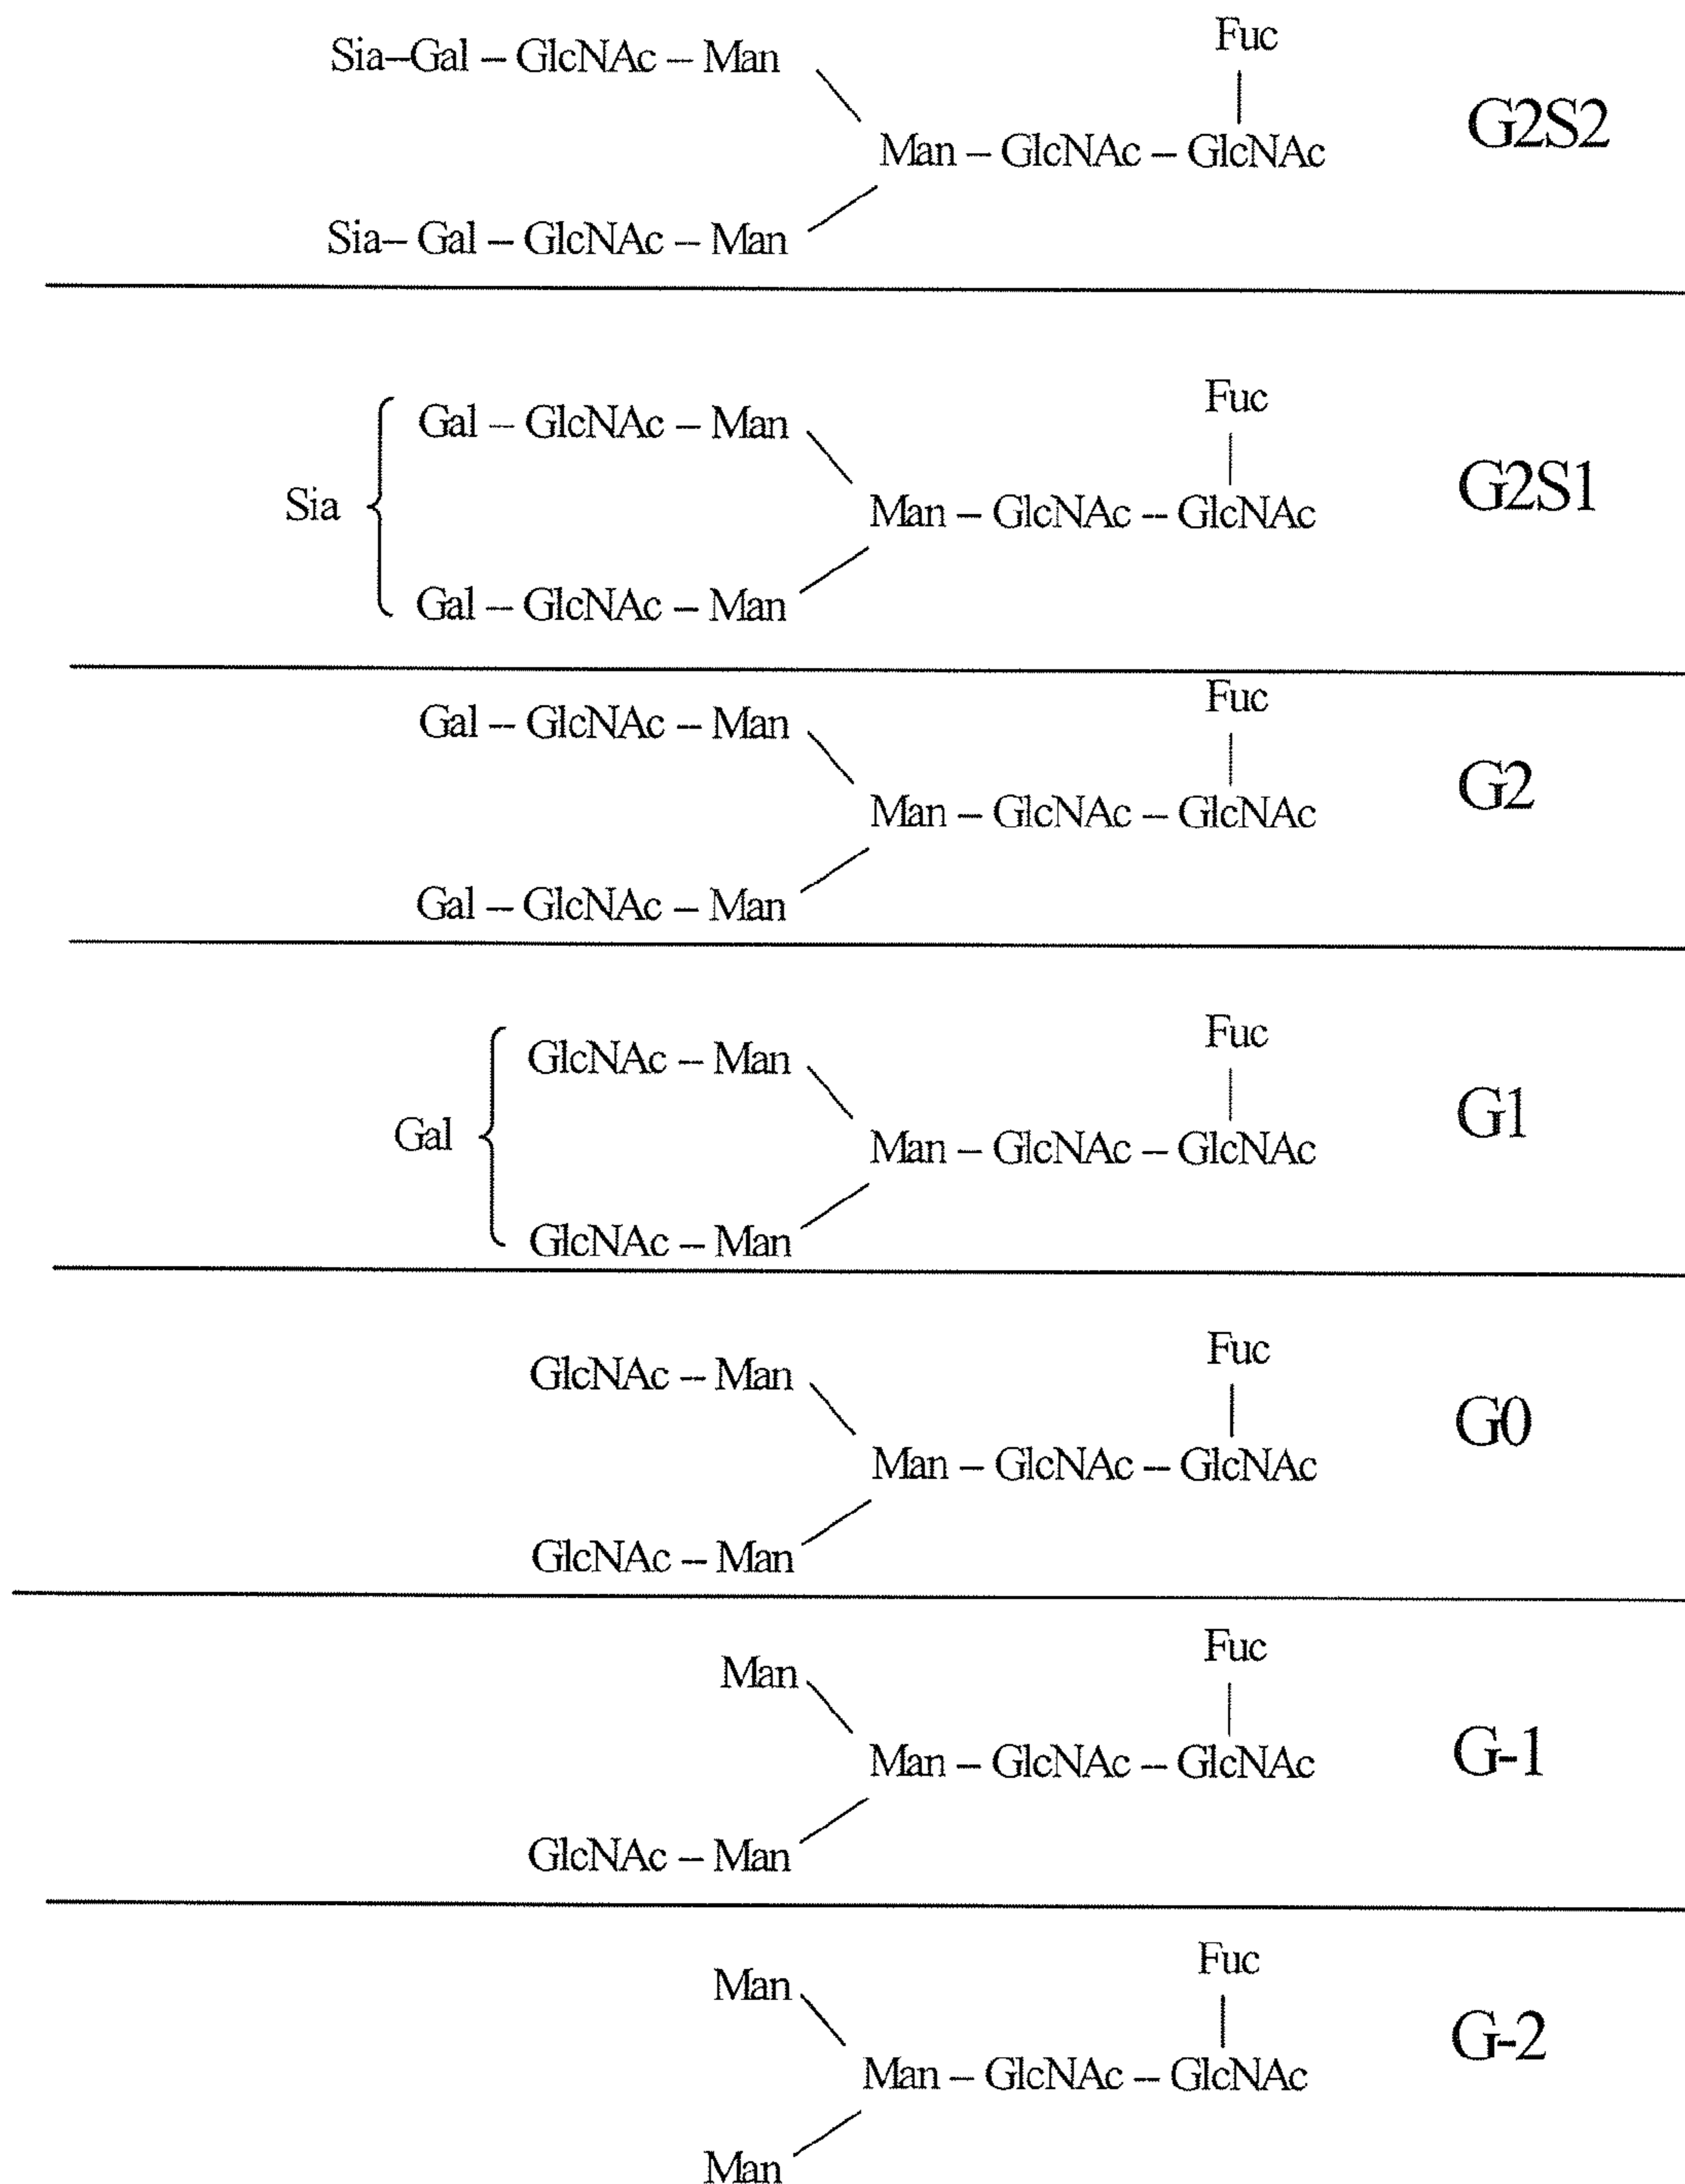 Fuc
Sia–Gal – GlcNAc – Man
G2S2
Man – GlcNAc – GlcNAc
Sia– Gal – GlcNAc – Man
Fuc
Gal – GlcNAc – Man
G2S1
Sia
Man – GlcNAc – GlcNAc
Gal – GlcNAc – Man
Fuc
Gal – GlcNAc – Man
G2
Man – GlcNAc – GlcNAc
Gal – GlcNAc – Man
Fuc
GlcNAc – Man
G1
Gal
Man – GlcNAc – GlcNAc
GlcNAc – Man
Fuc
GlcNAc – Man
G0
Man – GlcNAc – GlcNAc
GlcNAc – Man
Fuc
Man
G-1
Man – GlcNAc – GlcNAc
GlcNAc – Man
Fuc
Man
G-2
Man – GlcNAc – GlcNAc
Man